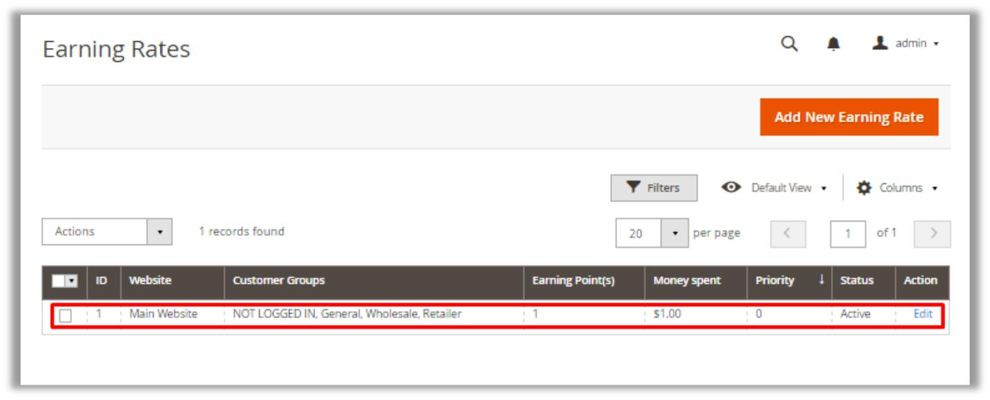 Earning Rates
admin
Add New Earning Rate
Filters Default View Columns
Actions 1 records found 20 per page 1 of 1
ID Website Customer Groups Earning Point(s) Money spent Priority ↓ Status Action
1 Main Website NOT LOGGED IN, General, Wholesale, Retailer 1 $1.00 0 Active Edit